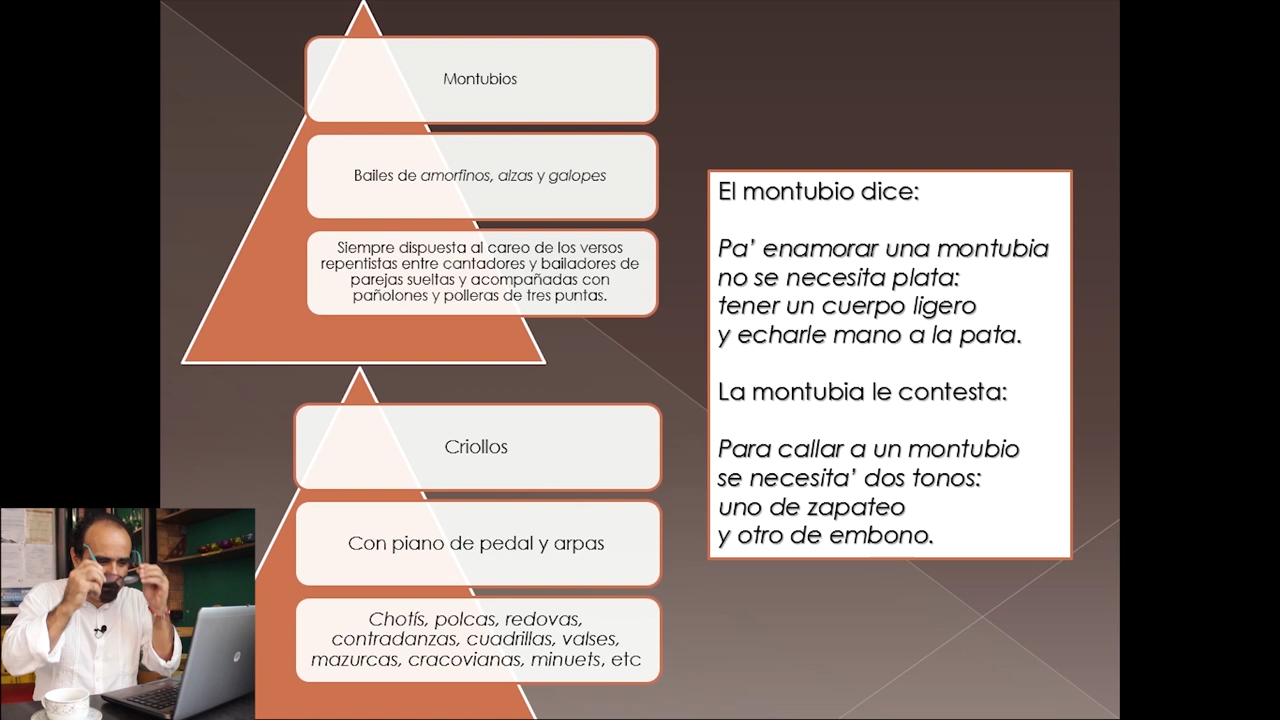 Montubios
Bailes de amorfinos, alzas y galopes
Siempre dispuesta al careo de los versos
repentistas entre cantadores y bailadores de
parejas sueltas y acompañadas con
pañolones y polleras de tres puntas.
Criollos
Con piano de pedal y arpas
Chotís, polcas, redovas,
contradanzas, cuadrillas, valses,
mazurcas, cracovianas, minuets, etc
El montubio dice:
Pa' enamorar una montubia
no se necesita plata:
tener un cuerpo ligero
y echarle mano a la pata.
La montubia le contesta:
Para callar a un montubio
se necesita' dos tonos:
uno de zapateo
y otro de embono.
hp